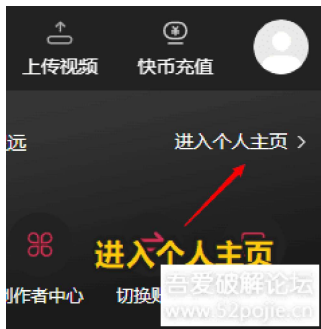 上传视频 快币充值
远 进入个人主页 >
进入个人主页
创作者中心 切换
吾爱破解论坛
www.52pojie.cn